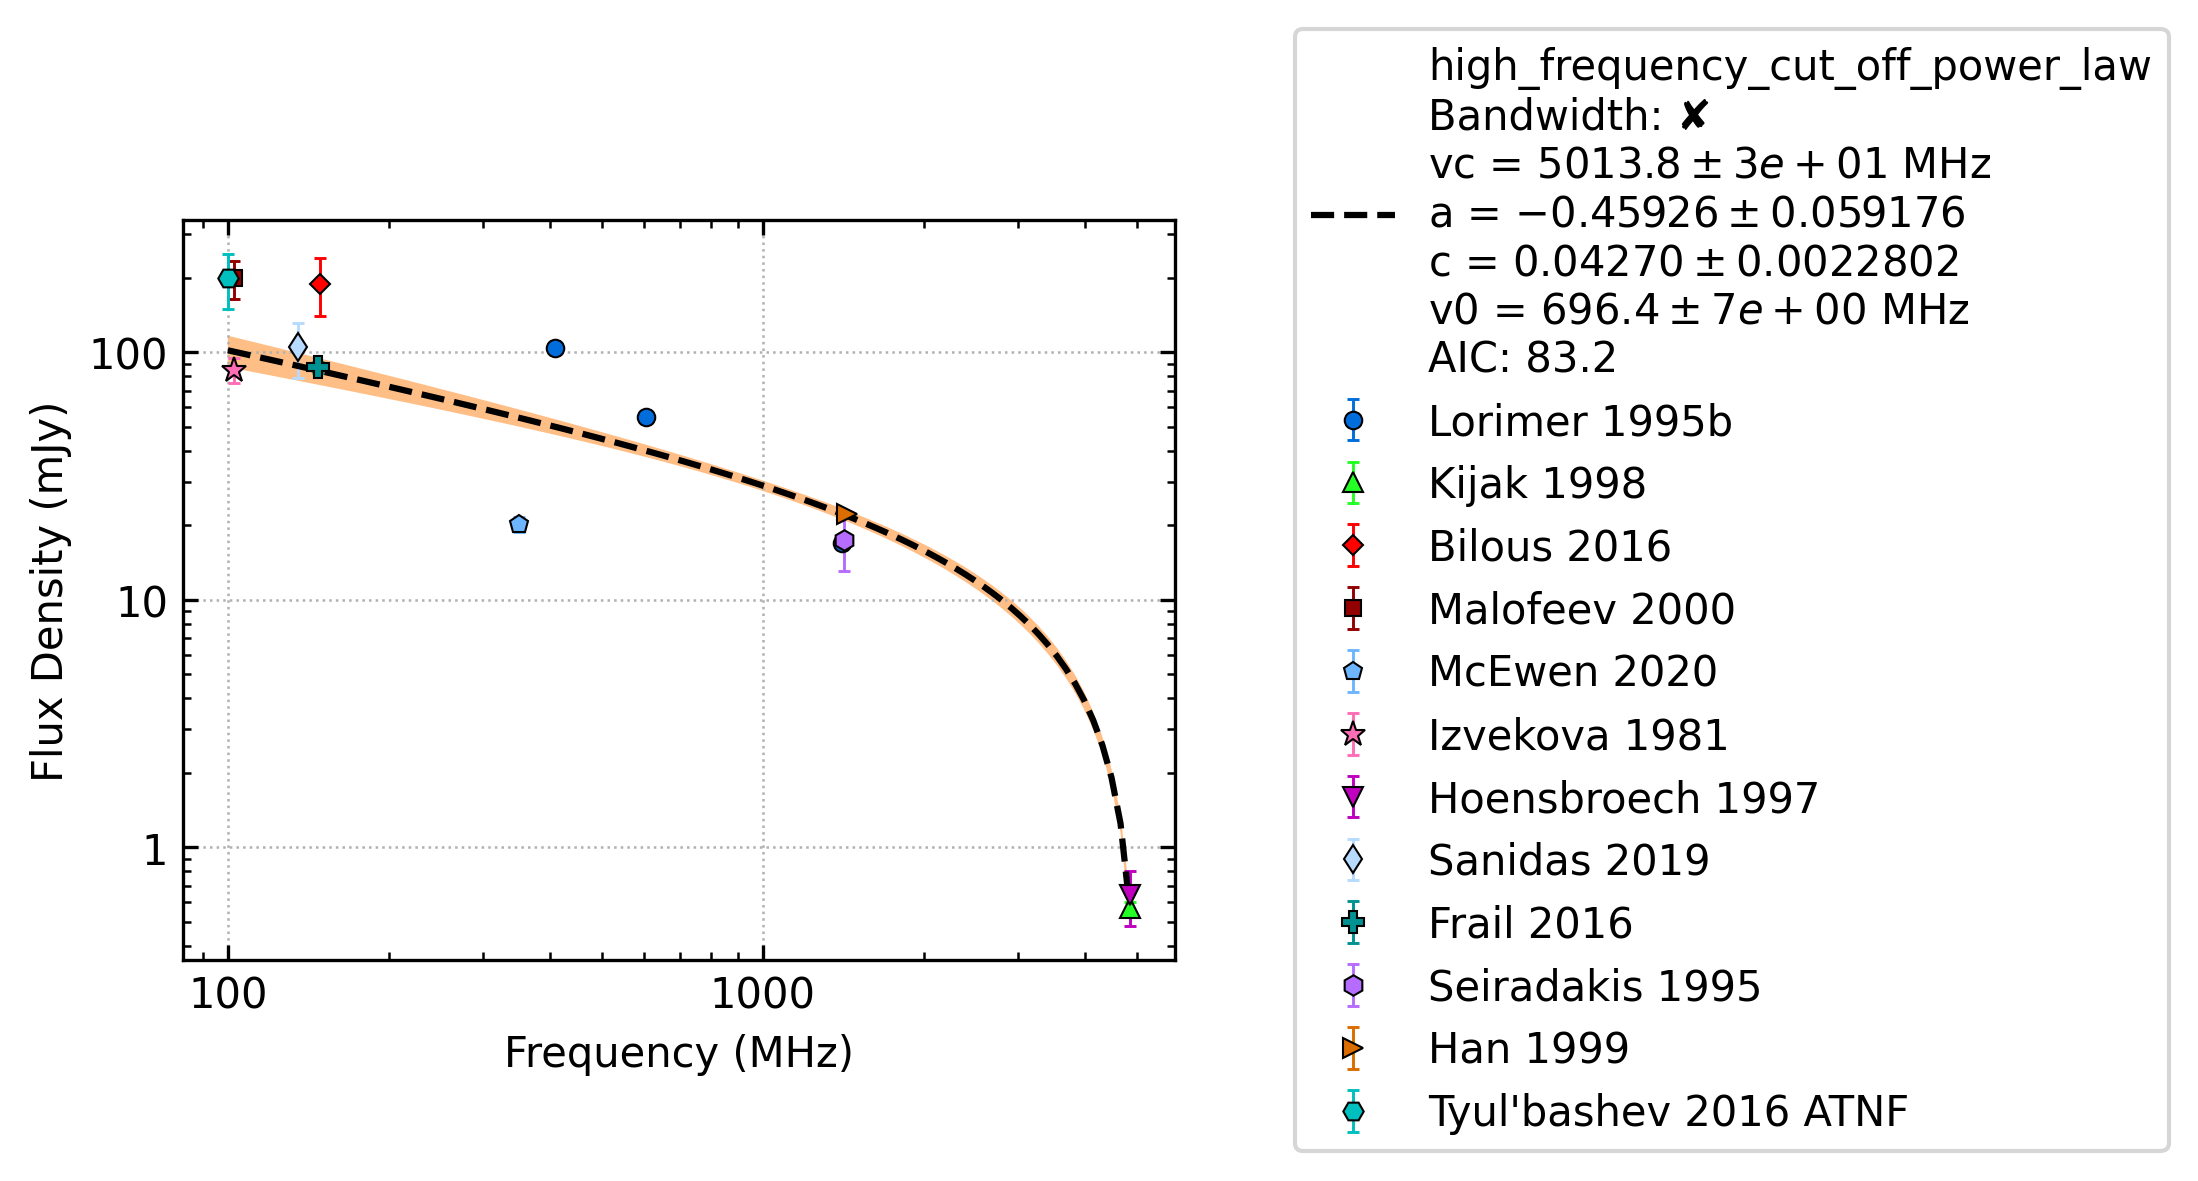 Flux Density (mJy)
100
10
1
100 1000
Frequency (MHz)
high_frequency_cut_off_power_law
Bandwidth: ✘
vc = 5013.8 ± 3e + 01 MHz
a = −0.45926 ± 0.059176
c = 0.04270 ± 0.0022802
v0 = 696.4 ± 7e + 00 MHz
AIC: 83.2
Lorimer 1995b
Kijak 1998
Bilous 2016
Malofeev 2000
McEwen 2020
Izvekova 1981
Hoensbroech 1997
Sanidas 2019
Frail 2016
Seiradakis 1995
Han 1999
Tyul'bashev 2016 ATNF